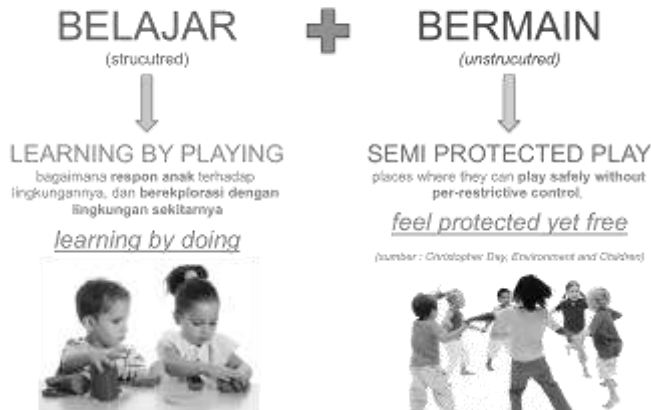 BELAJAR
(strucutred)
LEARNING BY PLAYING
bagaimana respon anak terhadap
lingkungannya, dan berekplorasi dengan
lingkungan sekitarnya
learning by doing
BERMAIN
(unstrucutred)
SEMI PROTECTED PLAY
places where they can play safely without
per-restrictive control,
feel protected yet free
(sumber : Christopher Day, Environment and Children)